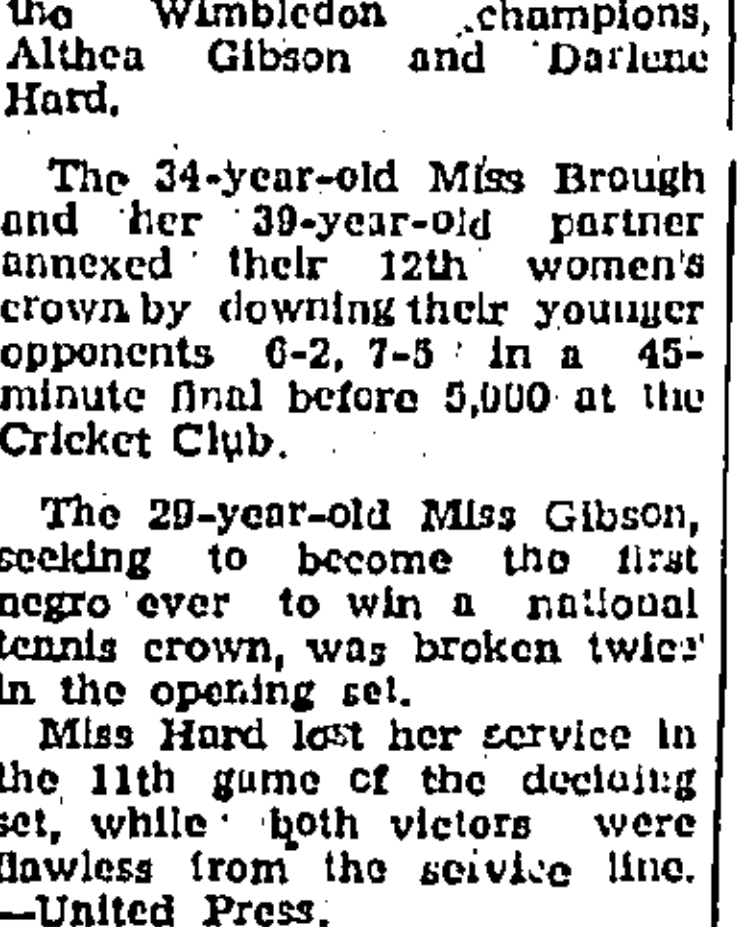 the Wimbledon champions,
Althea Gibson and Darlene
Hard.
The 34-year-old Miss Brough
and her 39-year-old partner
annexed their 12th women's
crown by downing their younger
opponents 6-2, 7-5 in a 45-
minute final before 5,000 at the
Cricket Club.
The 29-year-old Miss Gibson,
seeking to become the first
negro ever to win a national
tennis crown, was broken twice
in the opening set.
Miss Hard lost her service in
the 11th game of the deciding
set, while both victors were
flawless from the service line.
—United Press.